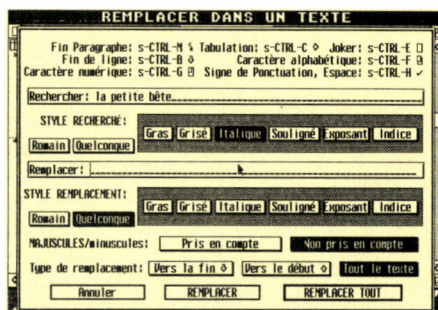 REMPLACER DANS UN TEXTE
Fin Paragraphe: s-CTRL-M Tabulation: s-CTRL-C Joker: s-CTRL-E
Fin de ligne: s-CTRL-B Caractère alphabétique: s-CTRL-F
Caractère numérique: s-CTRL-G Signe de Ponctuation, Espace: s-CTRL-H
Rechercher: la petite bête
STYLE RECHERCHÉ:
Gras Grisé Italique Souligné Exposant Indice
Romain Quelconque
Remplacer:
STYLE REMPLACEMENT:
Gras Grisé Italique Souligné Exposant Indice
Romain Quelconque
MAJUSCULES/minuscules: Pris en compte Non pris en compte
Type de remplacement: Vers la fin Vers le début Tout le texte
Annuler REMPLACER REMPLACER TOUT